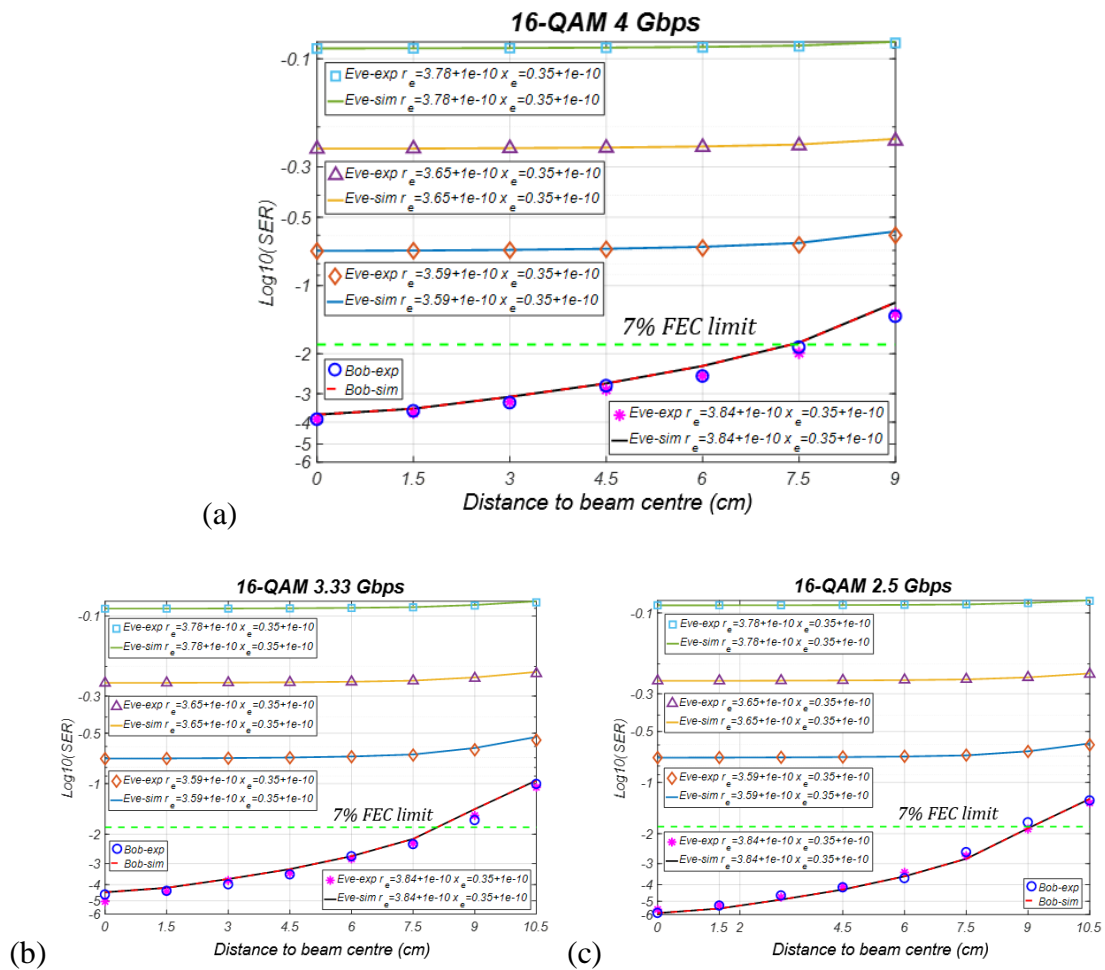 16-QAM 4 Gbps
-0.1
Eve-exp r_e=3.78+1e-10 x_e=0.35+1e-10
Eve-sim r_e=3.78+1e-10 x_e=0.35+1e-10
-0.3
Eve-exp r_e=3.65+1e-10 x_e=0.35+1e-10
Eve-sim r_e=3.65+1e-10 x_e=0.35+1e-10
Log10(SER)
-0.5
Eve-exp r_e=3.59+1e-10 x_e=0.35+1e-10
Eve-sim r_e=3.59+1e-10 x_e=0.35+1e-10
-1
7% FEC limit
-2
Bob-exp
Bob-sim
-3
Eve-exp r_e=3.84+1e-10 x_e=0.35+1e-10
Eve-sim r_e=3.84+1e-10 x_e=0.35+1e-10
-4
-5
-6
0 1.5 3 4.5 6 7.5 9
Distance to beam centre (cm)
(a)
16-QAM 3.33 Gbps
-0.1
Eve-exp r_e=3.78+1e-10 x_e=0.35+1e-10
Eve-sim r_e=3.78+1e-10 x_e=0.35+1e-10
-0.3
Eve-exp r_e=3.65+1e-10 x_e=0.35+1e-10
Eve-sim r_e=3.65+1e-10 x_e=0.35+1e-10
Log10(SER)
-0.5
Eve-exp r_e=3.59+1e-10 x_e=0.35+1e-10
Eve-sim r_e=3.59+1e-10 x_e=0.35+1e-10
-1
7% FEC limit
-2
Bob-exp
Bob-sim
-3
Eve-exp r_e=3.84+1e-10 x_e=0.35+1e-10
Eve-sim r_e=3.84+1e-10 x_e=0.35+1e-10
-4
-5
-6
0 1.5 3 4.5 6 7.5 9 10.5
Distance to beam centre (cm)
(b)
16-QAM 2.5 Gbps
-0.1
Eve-exp r_e=3.78+1e-10 x_e=0.35+1e-10
Eve-sim r_e=3.78+1e-10 x_e=0.35+1e-10
-0.3
Eve-exp r_e=3.65+1e-10 x_e=0.35+1e-10
Eve-sim r_e=3.65+1e-10 x_e=0.35+1e-10
Log10(SER)
-0.5
Eve-exp r_e=3.59+1e-10 x_e=0.35+1e-10
Eve-sim r_e=3.59+1e-10 x_e=0.35+1e-10
-1
7% FEC limit
-2
Eve-exp r_e=3.84+1e-10 x_e=0.35+1e-10
Eve-sim r_e=3.84+1e-10 x_e=0.35+1e-10
-3
-4
Bob-exp
Bob-sim
-5
-6
0 1.5 2 4.5 6 7.5 9 10.5
Distance to beam centre (cm)
(c)